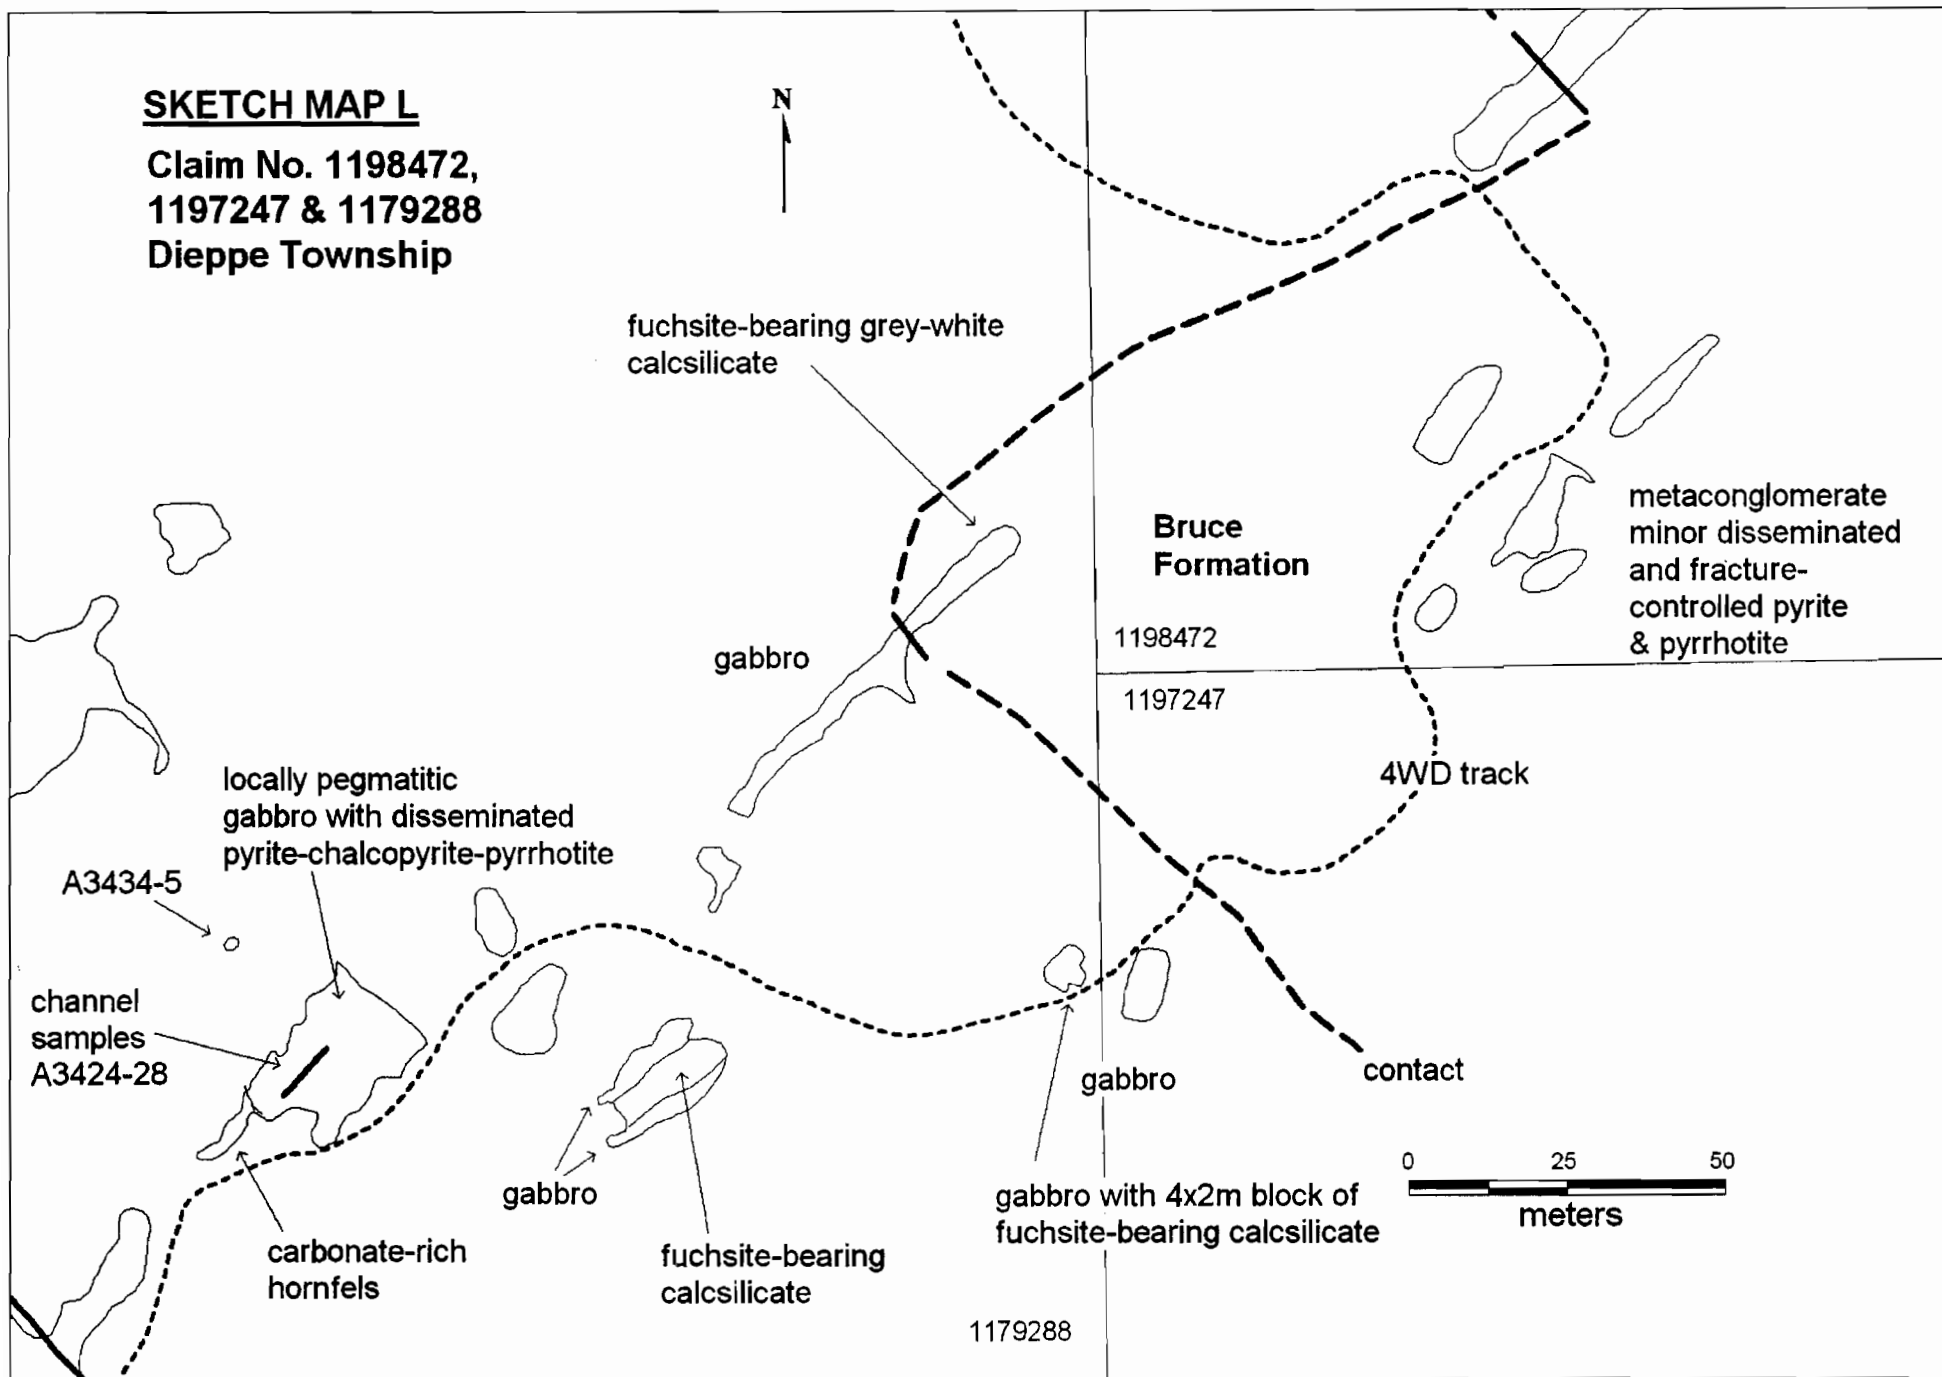 SKETCH MAP L
Claim No. 1198472,
1197247 & 1179288
Dieppe Township
N
fuchsite-bearing grey-white
calcsilicate
Bruce
Formation
metaconglomerate
minor disseminated
and fracture-
controlled pyrite
& pyrrhotite
1198472
gabbro
1197247
4WD track
locally pegmatitic
gabbro with disseminated
pyrite-chalcopyrite-pyrrhotite
A3434-5
channel
samples
A3424-28
contact
gabbro
0 25 50
meters
gabbro
gabbro with 4x2m block of
fuchsite-bearing calcsilicate
carbonate-rich
hornfels
fuchsite-bearing
calcsilicate
1179288